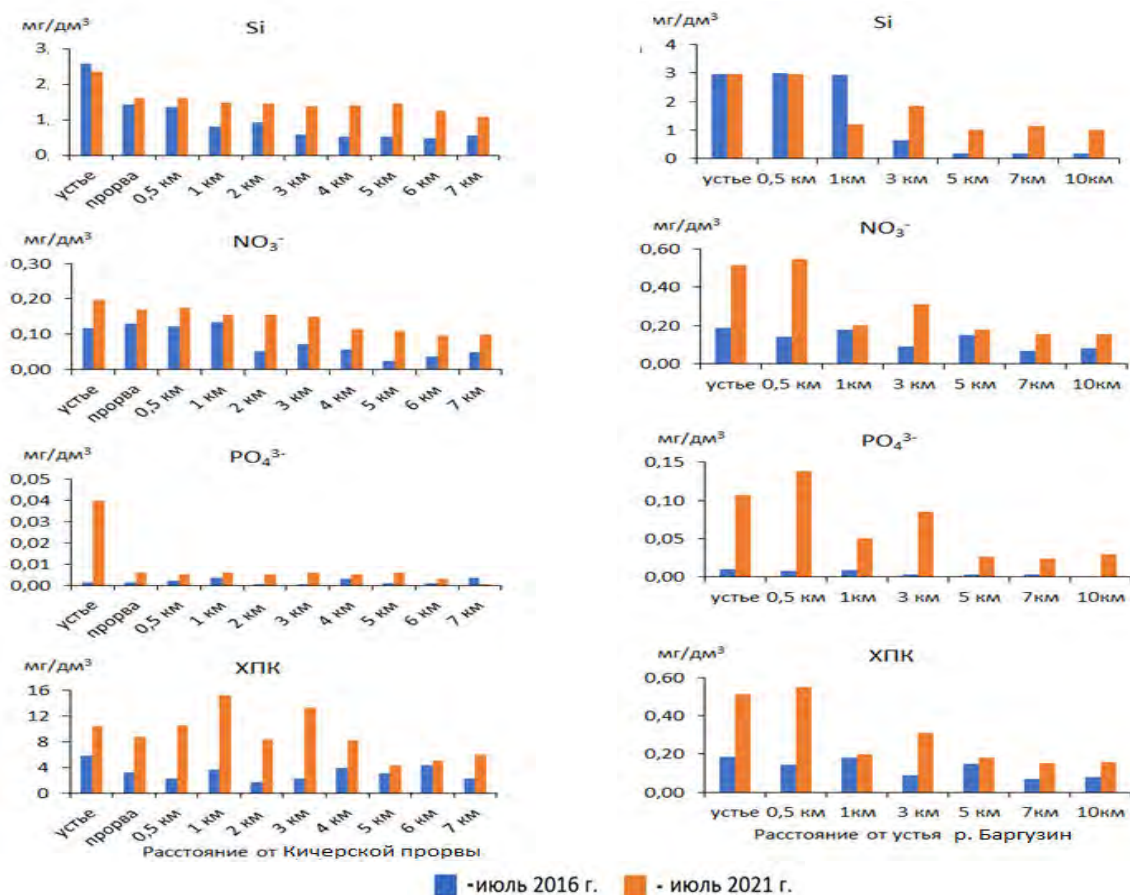 мг/дм³
Si
3,
2,
1,
0,
устье прорва 0,5 км 1 км 2 км 3 км 4 км 5 км 6 км 7 км
мг/дм³
NO₃⁻
0,30
0,20
0,10
0,00
устье прорва 0,5 км 1 км 2 км 3 км 4 км 5 км 6 км 7 км
мг/дм³
PO₄³⁻
0,05
0,04
0,03
0,02
0,01
0,00
устье прорва 0,5 км 1 км 2 км 3 км 4 км 5 км 6 км 7 км
мг/дм³
ХПК
16
12
8
4
0
устье прорва 0,5 км 1 км 2 км 3 км 4 км 5 км 6 км 7 км
Расстояние от Кичерской прорвы
мг/дм³
Si
4
3
2
1
0
устье 0,5 км 1км 3 км 5 км 7км 10км
мг/дм³
NO₃⁻
0,60
0,40
0,20
0,00
устье 0,5 км 1км 3 км 5 км 7км 10км
мг/дм³
PO₄³⁻
0,15
0,10
0,05
0,00
устье 0,5 км 1км 3 км 5 км 7км 10км
мг/дм³
ХПК
0,60
0,40
0,20
0,00
устье 0,5 км 1км 3 км 5 км 7км 10км
Расстояние от устья р. Баргузин
-июль 2016 г. - июль 2021 г.